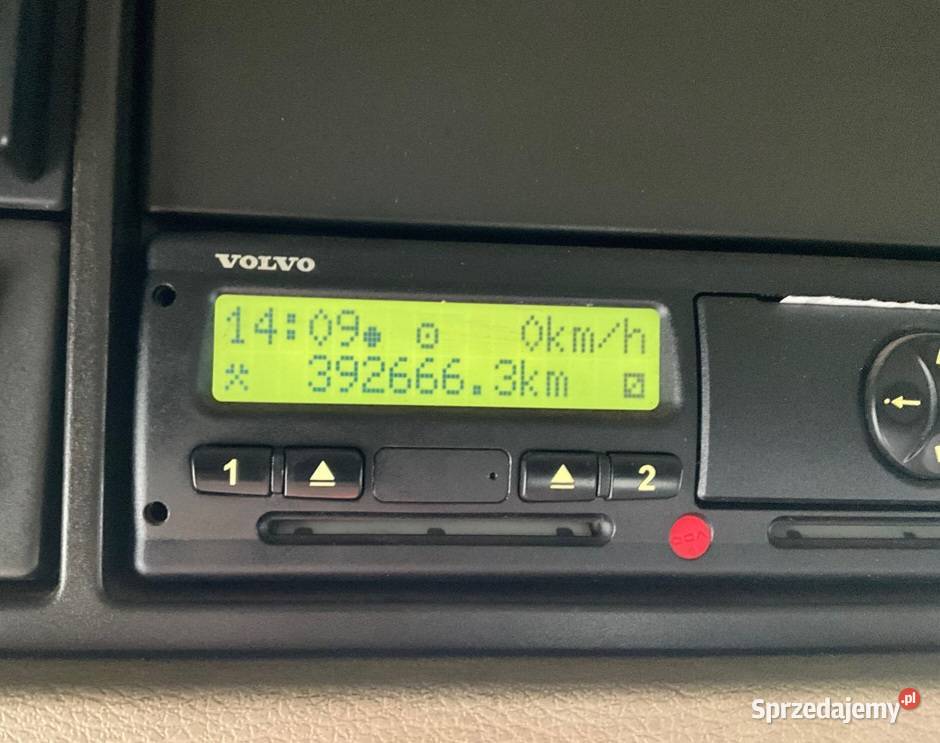 VOLVO
14:09 0km/h
392666.3km
1 2
Sprzedajemy.pl